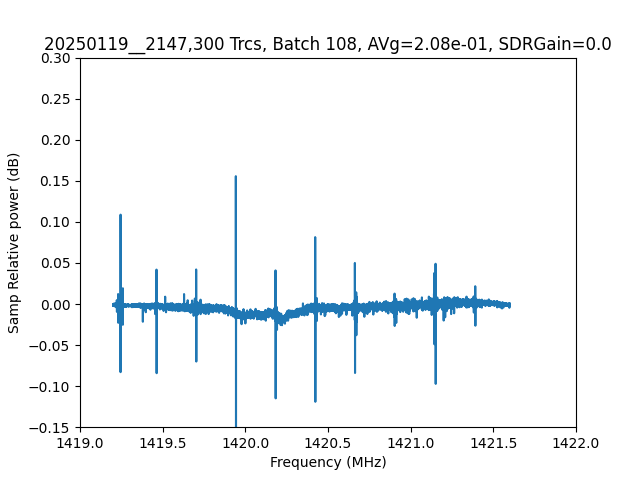 20250119__2147,300 Trcs, Batch 108, AVg=2.08e-01, SDRGain=0.0
0.30
0.25
0.20
0.15
0.10
0.05
0.00
−0.05
−0.10
−0.15
Samp Relative power (dB)
1419.0 1419.5 1420.0 1420.5 1421.0 1421.5 1422.0
Frequency (MHz)